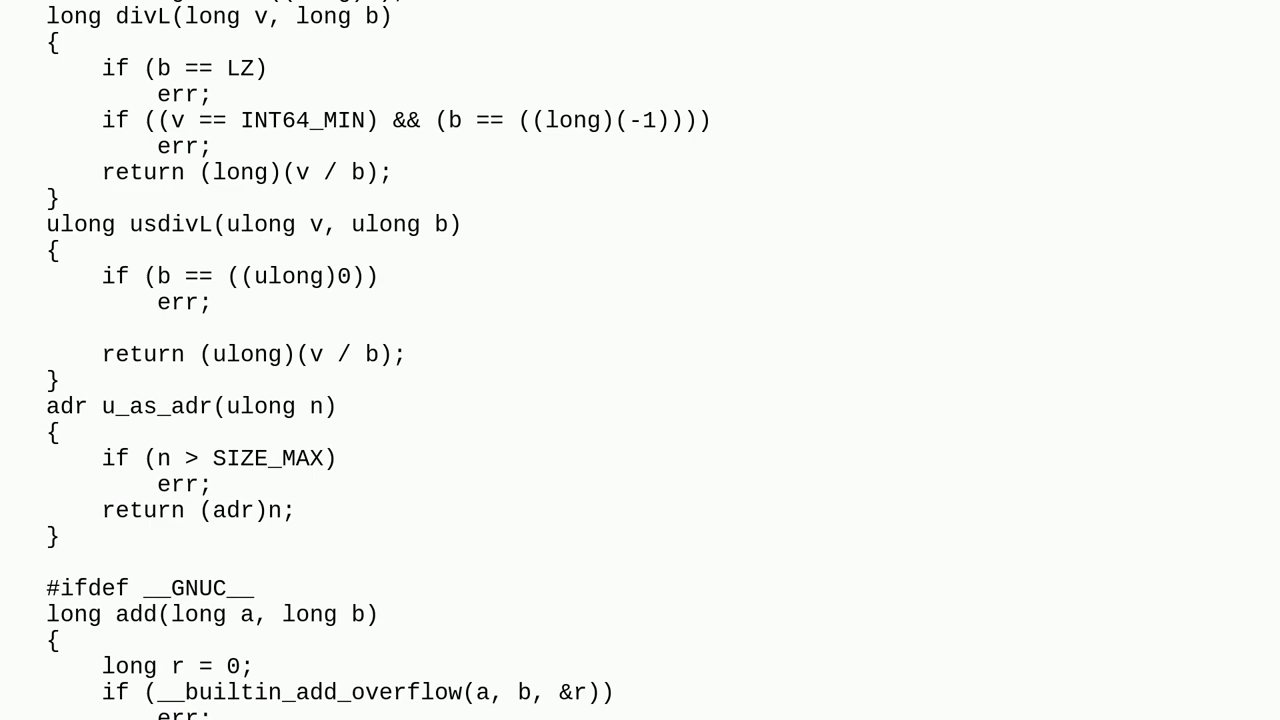 long divL(long v, long b)
{
    if (b == LZ)
        err;
    if ((v == INT64_MIN) && (b == ((long)(-1))))
        err;
    return (long)(v / b);
}
ulong usdivL(ulong v, ulong b)
{
    if (b == ((ulong)0))
        err;

    return (ulong)(v / b);
}
adr u_as_adr(ulong n)
{
    if (n > SIZE_MAX)
        err;
    return (adr)n;
}

#ifdef __GNUC__
long add(long a, long b)
{
    long r = 0;
    if (__builtin_add_overflow(a, b, &r))
        err;